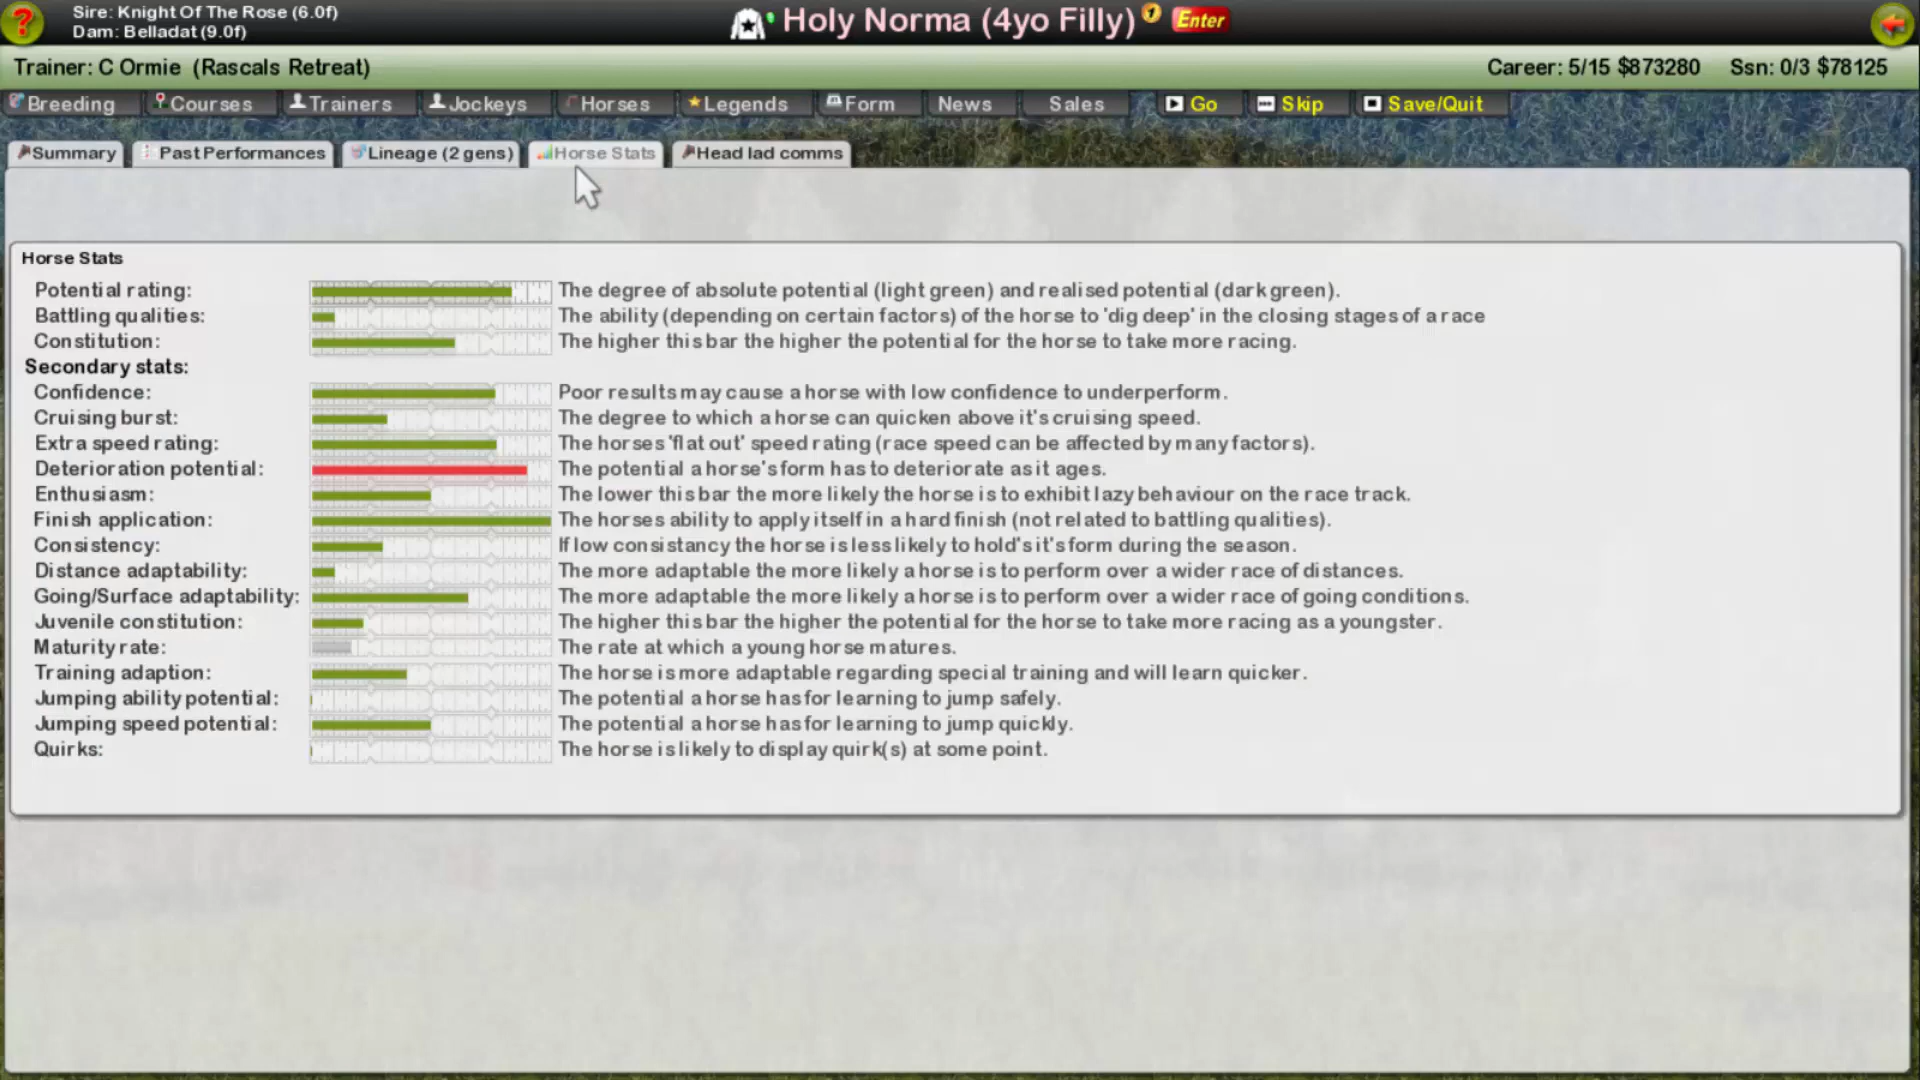 Sire: Knight Of The Rose (6.0f)
Dam: Belladat (9.0f)
Holy Norma (4yo Filly) Enter
Trainer: C Ormie (Rascals Retreat)
Career: 5/15 $873280 Ssn: 0/3 $78125
Breeding Courses Trainers Jockeys Horses Legends Form News Sales Go Skip Save/Quit
Summary Past Performances Lineage (2 gens) Horse Stats Head lad comms
Horse Stats
Potential rating: The degree of absolute potential (light green) and realised potential (dark green).
Battling qualities: The ability (depending on certain factors) of the horse to 'dig deep' in the closing stages of a race
Constitution: The higher this bar the higher the potential for the horse to take more racing.
Secondary stats:
Confidence: Poor results may cause a horse with low confidence to underperform.
Cruising burst: The degree to which a horse can quicken above it's cruising speed.
Extra speed rating: The horses 'flat out' speed rating (race speed can be affected by many factors).
Deterioration potential: The potential a horse's form has to deteriorate as it ages.
Enthusiasm: The lower this bar the more likely the horse is to exhibit lazy behaviour on the race track.
Finish application: The horses ability to apply itself in a hard finish (not related to battling qualities).
Consistency: If low consistancy the horse is less likely to hold's it's form during the season.
Distance adaptability: The more adaptable the more likely a horse is to perform over a wider race of distances.
Going/Surface adaptability: The more adaptable the more likely a horse is to perform over a wider race of going conditions.
Juvenile constitution: The higher this bar the higher the potential for the horse to take more racing as a youngster.
Maturity rate: The rate at which a young horse matures.
Training adaption: The horse is more adaptable regarding special training and will learn quicker.
Jumping ability potential: The potential a horse has for learning to jump safely.
Jumping speed potential: The potential a horse has for learning to jump quickly.
Quirks: The horse is likely to display quirk(s) at some point.